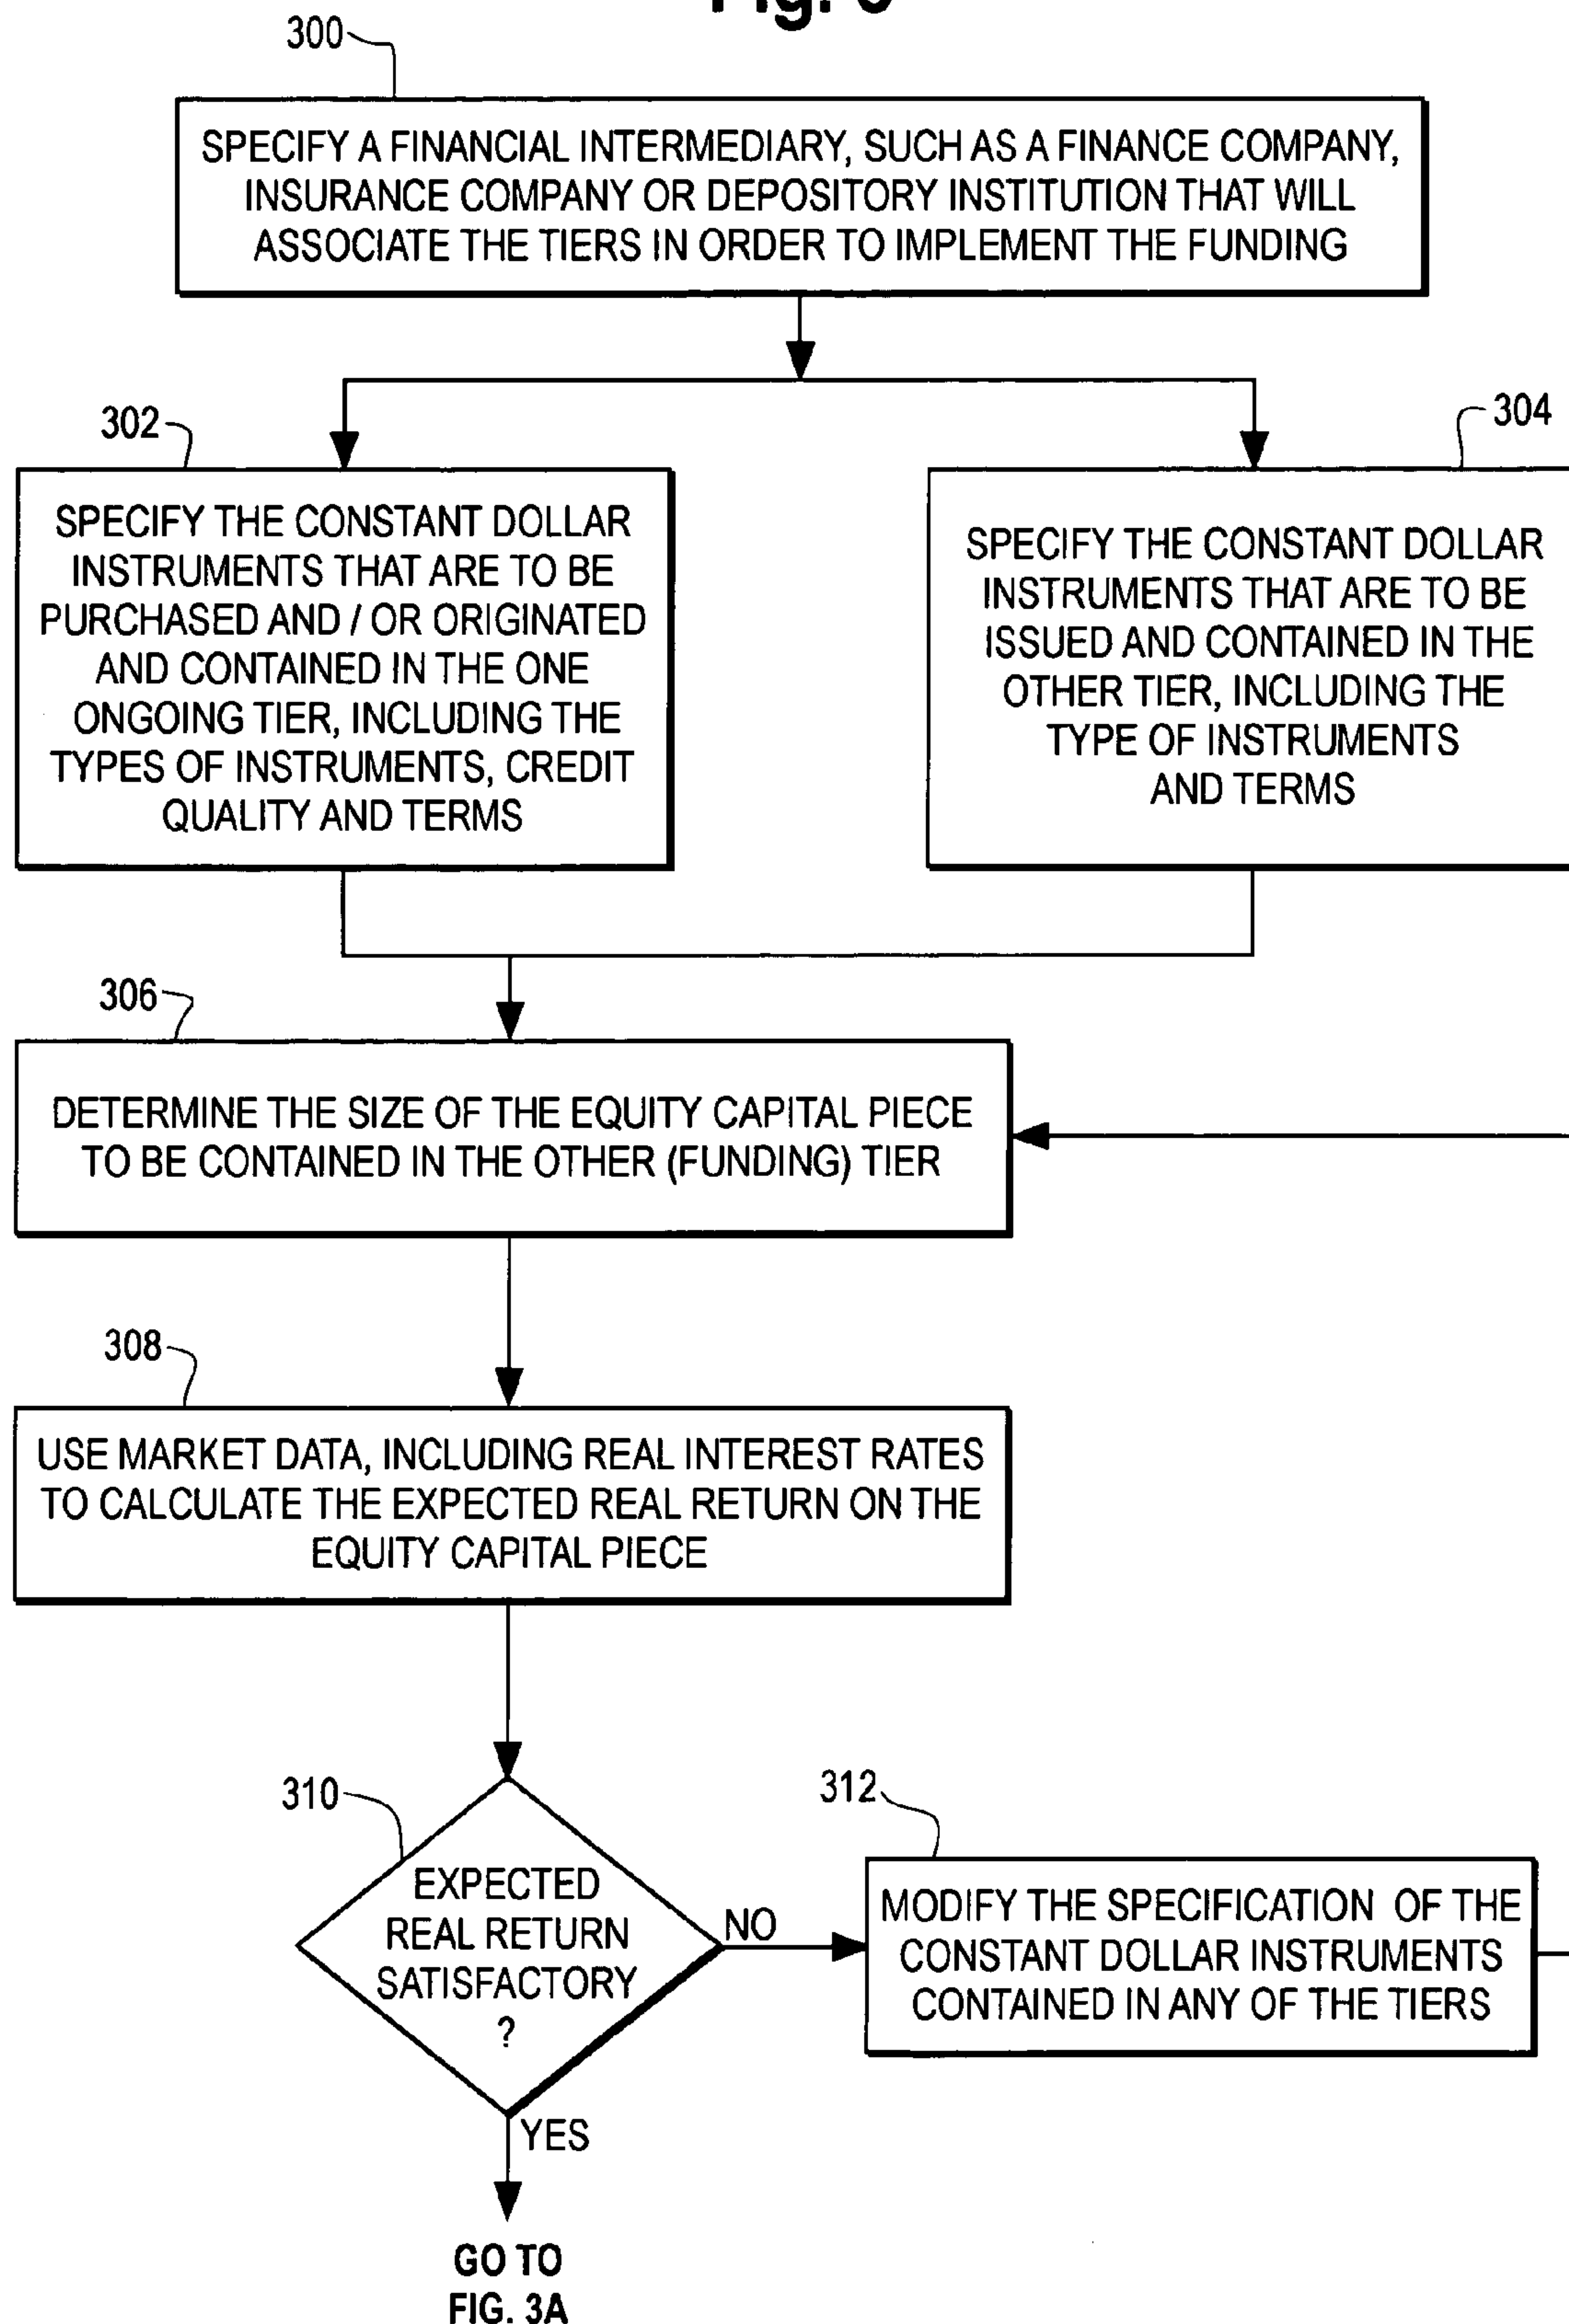 300
SPECIFY A FINANCIAL INTERMEDIARY, SUCH AS A FINANCE COMPANY,
INSURANCE COMPANY OR DEPOSITORY INSTITUTION THAT WILL
ASSOCIATE THE TIERS IN ORDER TO IMPLEMENT THE FUNDING
302
SPECIFY THE CONSTANT DOLLAR
INSTRUMENTS THAT ARE TO BE
PURCHASED AND / OR ORIGINATED
AND CONTAINED IN THE ONE
ONGOING TIER, INCLUDING THE
TYPES OF INSTRUMENTS, CREDIT
QUALITY AND TERMS
304
SPECIFY THE CONSTANT DOLLAR
INSTRUMENTS THAT ARE TO BE
ISSUED AND CONTAINED IN THE
OTHER TIER, INCLUDING THE
TYPE OF INSTRUMENTS
AND TERMS
306
DETERMINE THE SIZE OF THE EQUITY CAPITAL PIECE
TO BE CONTAINED IN THE OTHER (FUNDING) TIER
308
USE MARKET DATA, INCLUDING REAL INTEREST RATES
TO CALCULATE THE EXPECTED REAL RETURN ON THE
EQUITY CAPITAL PIECE
310
EXPECTED
REAL RETURN
SATISFACTORY
?
NO
YES
312
MODIFY THE SPECIFICATION OF THE
CONSTANT DOLLAR INSTRUMENTS
CONTAINED IN ANY OF THE TIERS
GO TO
FIG. 3A